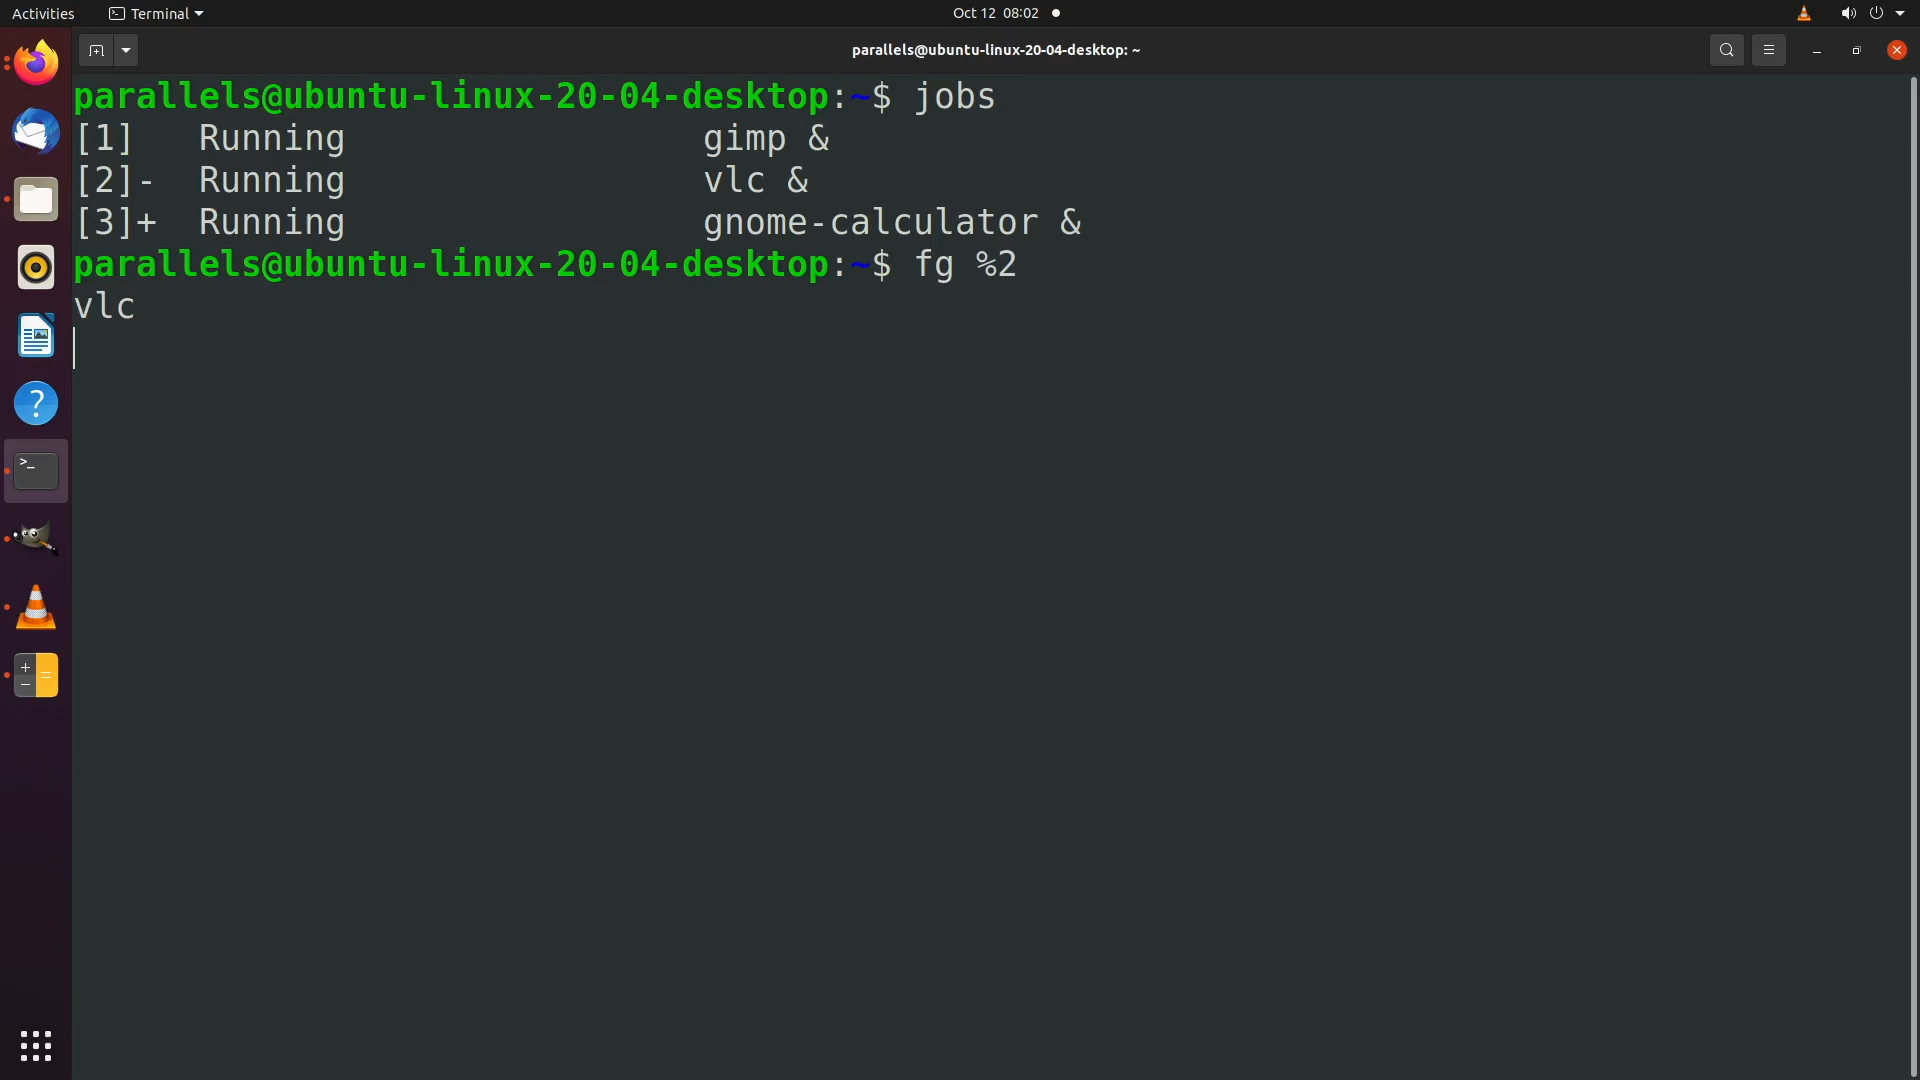 Activities Terminal Oct 12 08:02
parallels@ubuntu-linux-20-04-desktop: ~
parallels@ubuntu-linux-20-04-desktop:~$ jobs
[1]   Running                 gimp &
[2]-  Running                 vlc &
[3]+  Running                 gnome-calculator &
parallels@ubuntu-linux-20-04-desktop:~$ fg %2
vlc